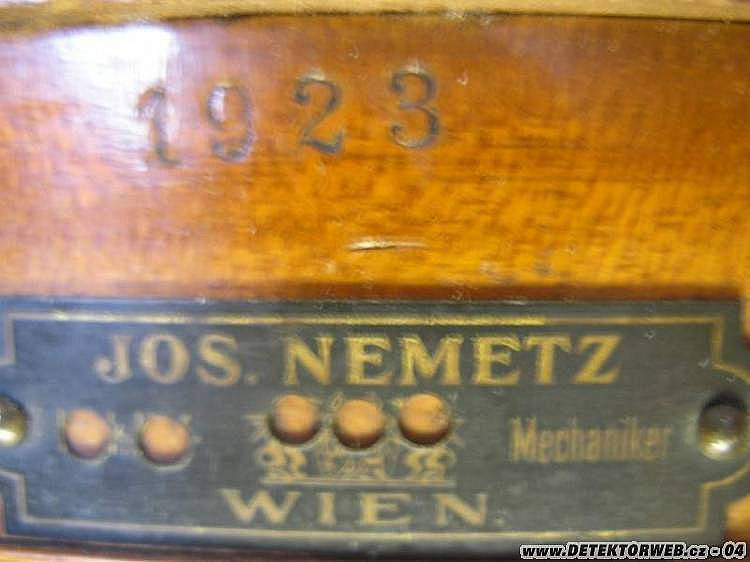 1923
JOS. NEMETZ
Mechaniker
WIEN.
www.DETEKTORWEB.cz - 04